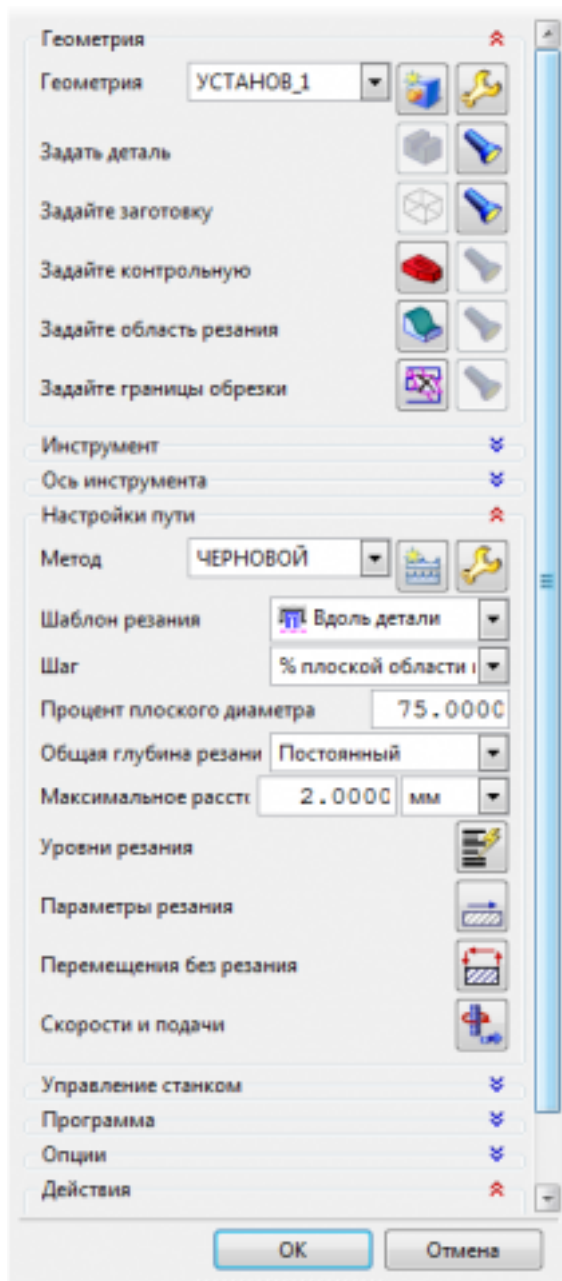 Геометрия
Геометрия УСТАНОВ_1
Задать деталь
Задайте заготовку
Задайте контрольную
Задайте область резания
Задайте границы обрезки
Инструмент
Ось инструмента
Настройки пути
Метод ЧЕРНОВОЙ
Шаблон резания Вдоль детали
Шаг % плоской области
Процент плоского диаметра 75.0000
Общая глубина резани Постоянный
Максимальное расст 2.0000 мм
Уровни резания
Параметры резания
Перемещения без резания
Скорости и подачи
Управление станком
Программа
Опции
Действия
ОК Отмена